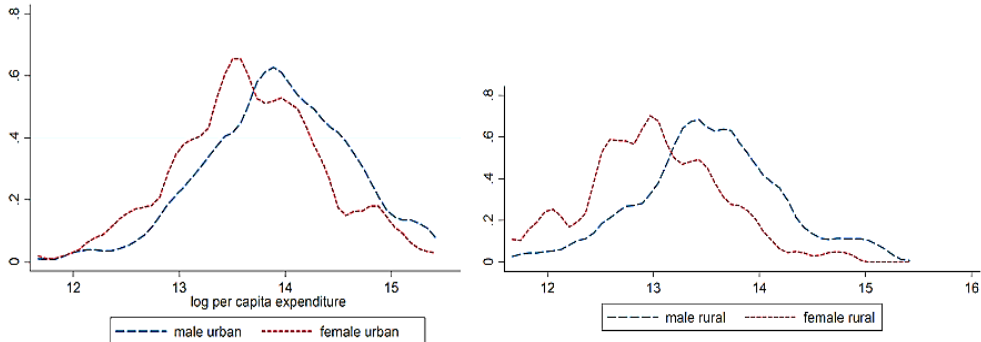 .8
.6
.4
.2
0
12 13 14 15
log per capita expenditure
male urban female urban
.8
.6
.4
.2
0
12 13 14 15 16
male rural female rural